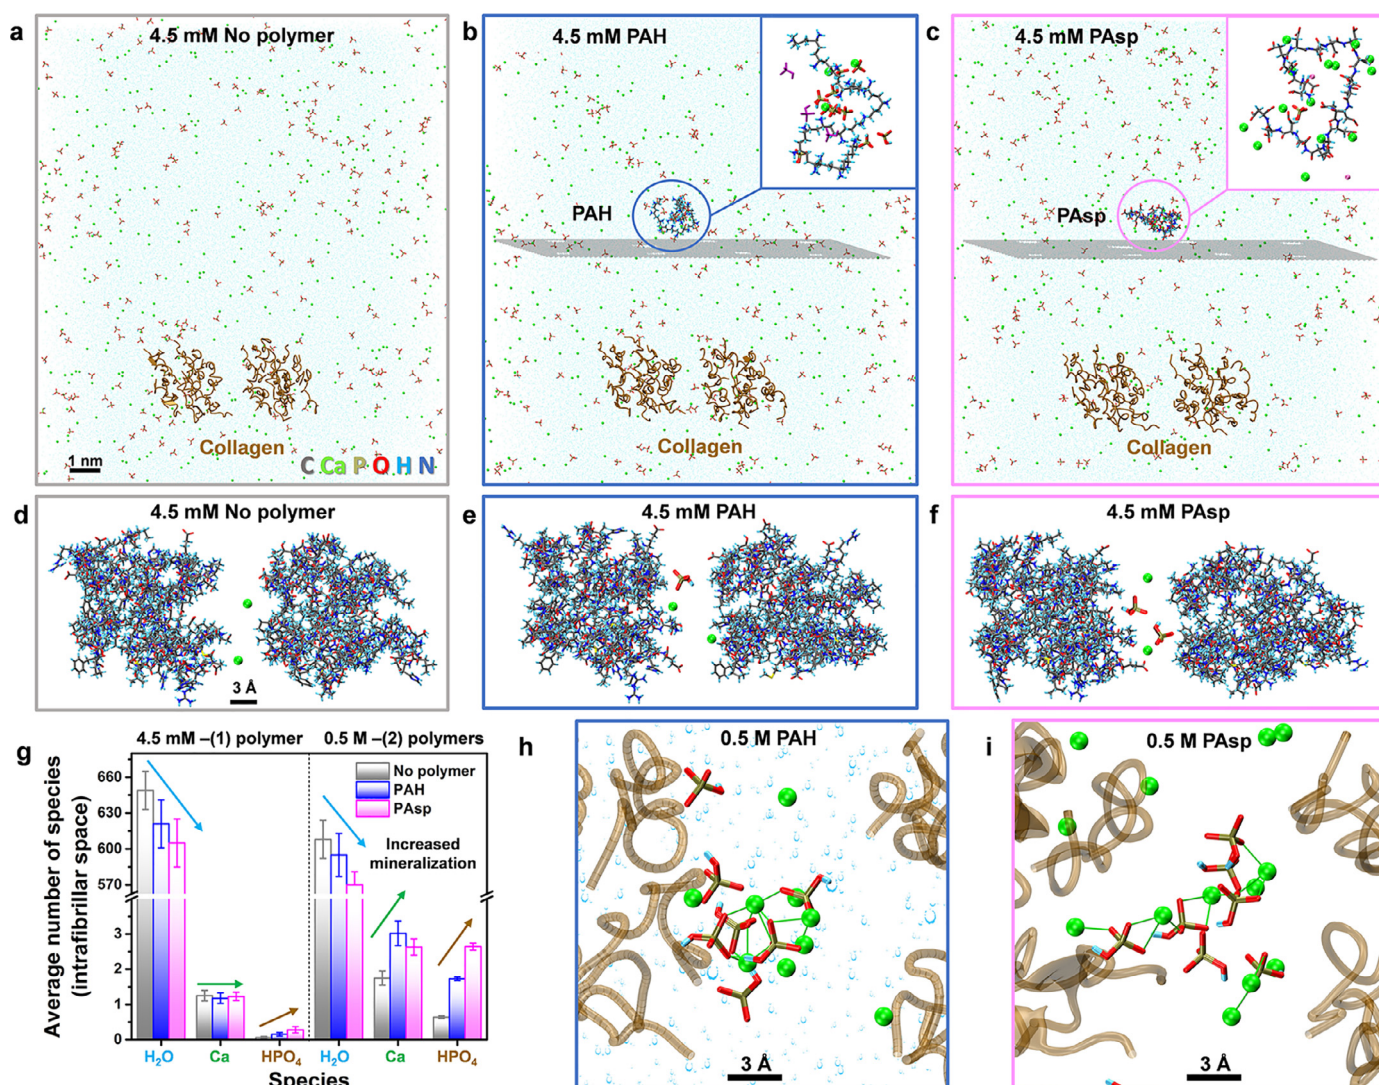 a
4.5 mM No polymer
Collagen
1 nm
C Ca P O H N
b
4.5 mM PAH
PAH
Collagen
c
4.5 mM PAsp
PAsp
Collagen
d
4.5 mM No polymer
3 Å
e
4.5 mM PAH
f
4.5 mM PAsp
g
4.5 mM –(1) polymer
0.5 M –(2) polymers
No polymer
PAH
PAsp
Increased
mineralization
Average number of species
(intrafibrillar space)
660
630
600
570
3
2
1
0
H₂O
Ca
HPO₄
H₂O
Ca
HPO₄
Species
h
0.5 M PAH
3 Å
i
0.5 M PAsp
3 Å